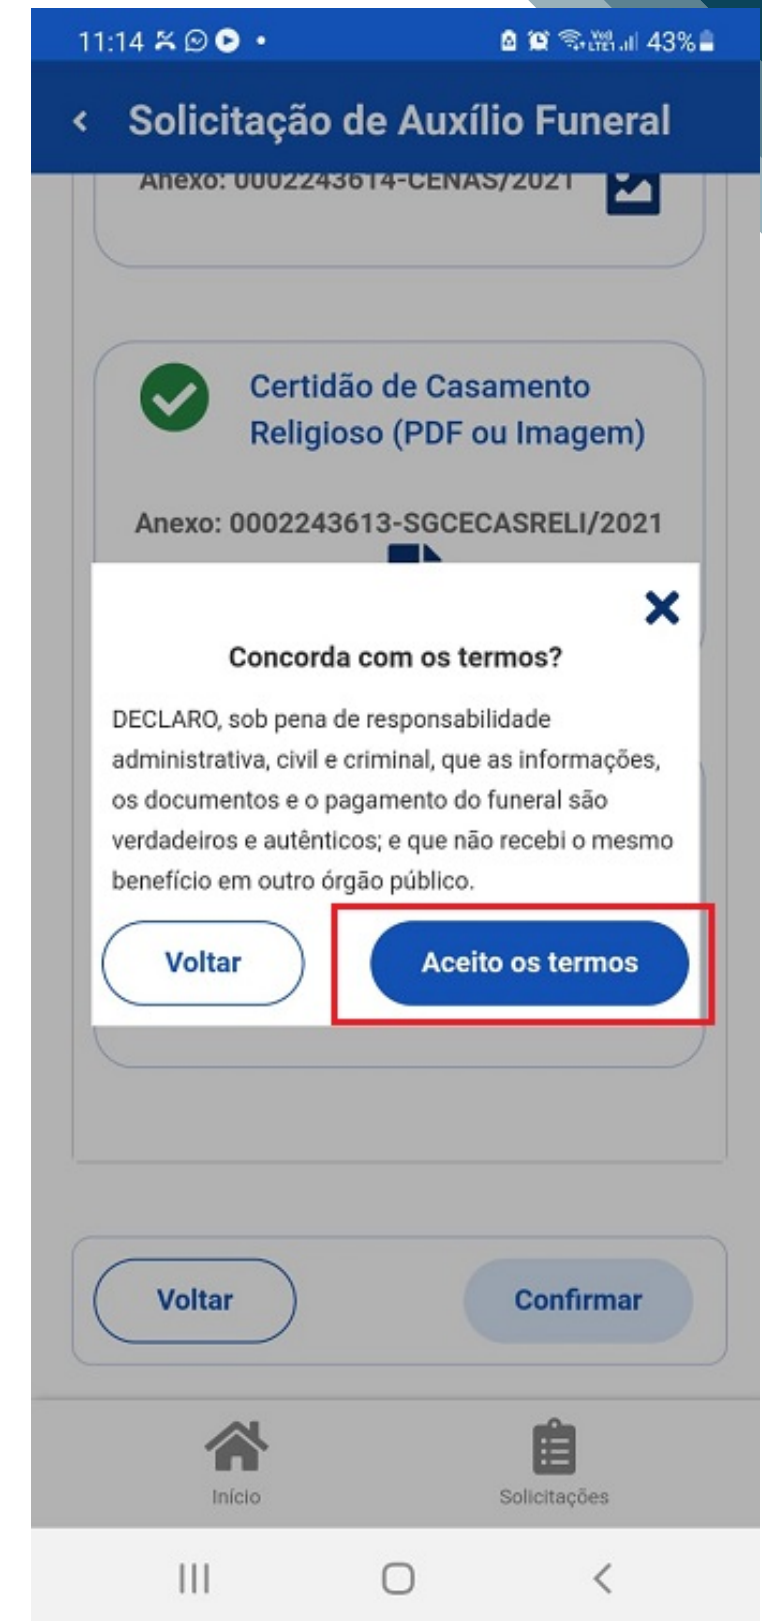 11:14
43%
Solicitação de Auxílio Funeral
Anexo: 0002243614-CENAS/2021
Certidão de Casamento
Religioso (PDF ou Imagem)
Anexo: 0002243613-SGCECASRELI/2021
Concorda com os termos?
DECLARO, sob pena de responsabilidade
administrativa, civil e criminal, que as informações,
os documentos e o pagamento do funeral são
verdadeiros e autênticos; e que não recebi o mesmo
benefício em outro órgão público.
Voltar
Aceito os termos
Voltar
Confirmar
Início
Solicitações